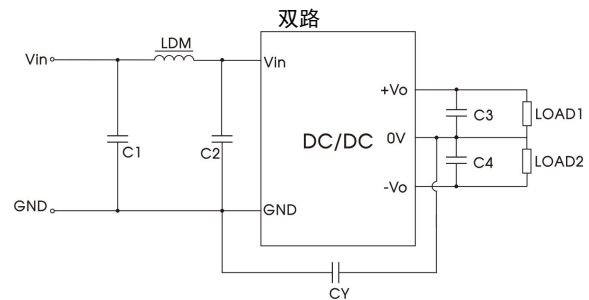 双路
LDM
Vin
Vin
+Vo
C3
LOAD1
C1
C2
DC/DC
0V
C4
LOAD2
-Vo
GND
GND
CY